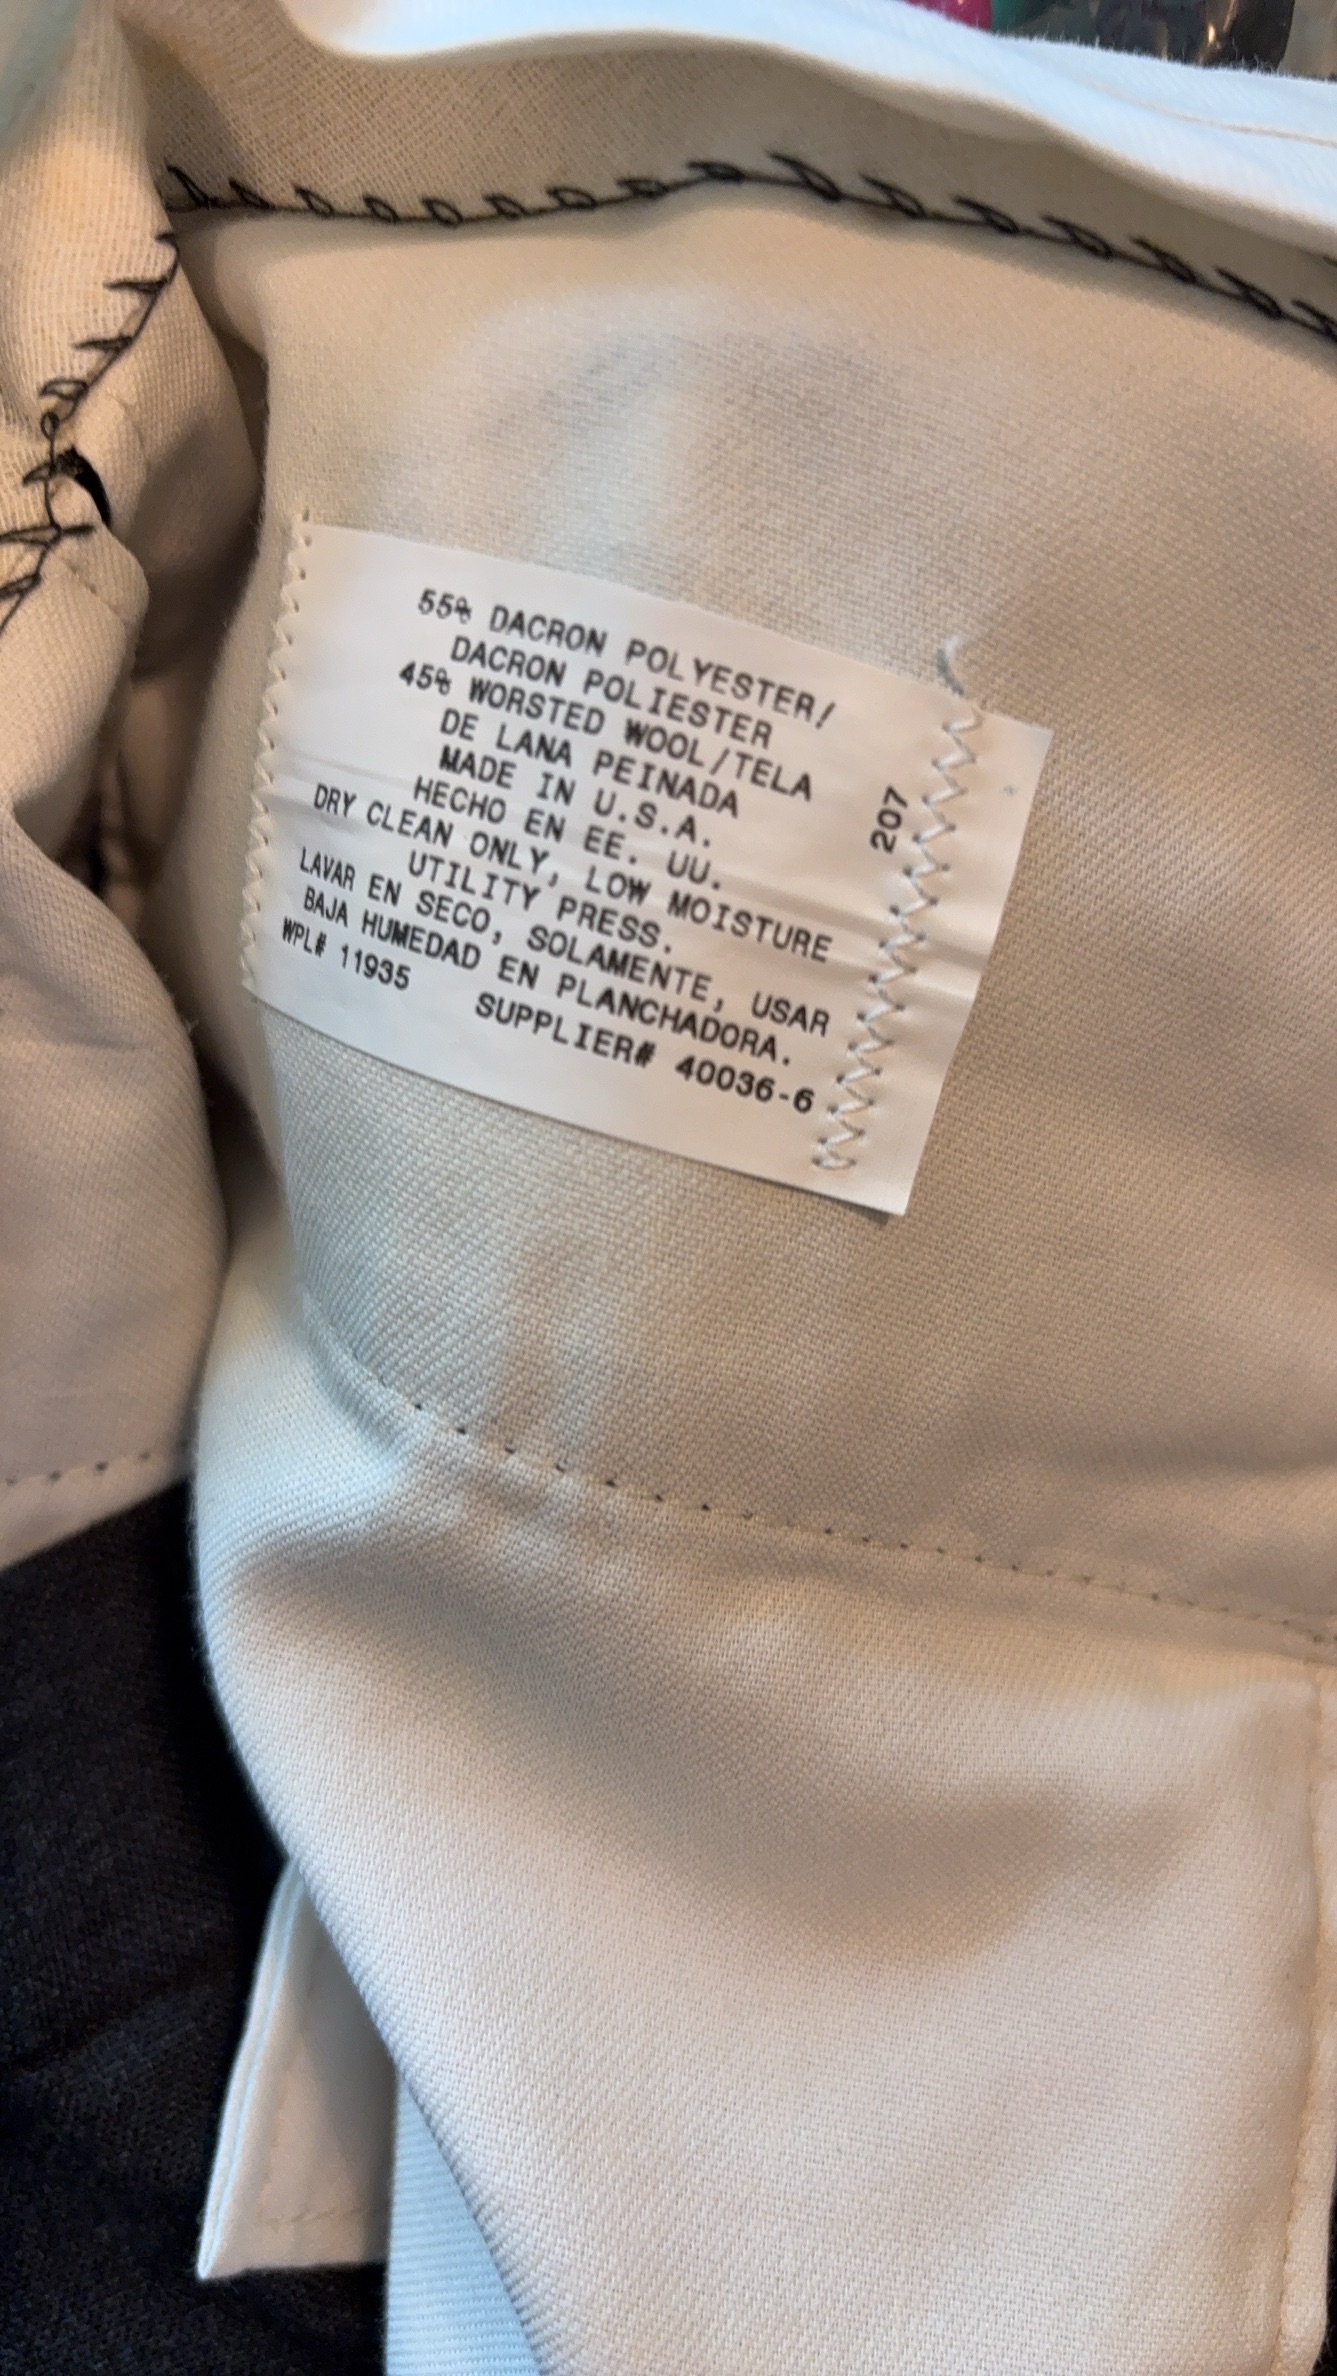 55% DACRON POLYESTER/
DACRON POLIESTER
45% WORSTED WOOL/TELA
DE LANA PEINADA
MADE IN U.S.A.
HECHO EN EE. UU.
DRY CLEAN ONLY, LOW MOISTURE
UTILITY PRESS.
LAVAR EN SECO, SOLAMENTE, USAR
BAJA HUMEDAD EN PLANCHADORA.
WPL# 11935 SUPPLIER# 40036-6
207